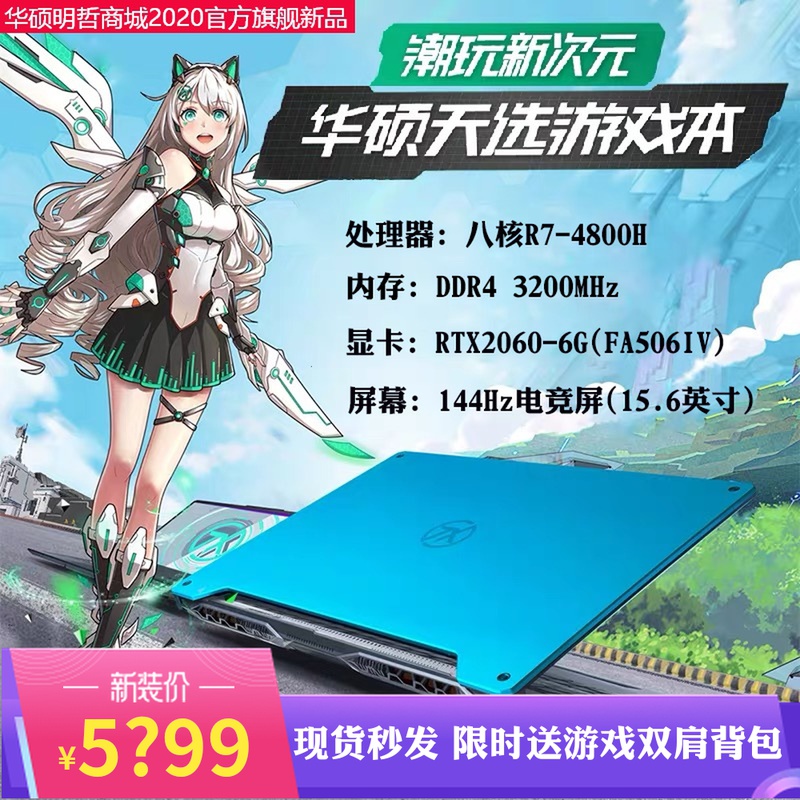 华硕明哲商城2020官方旗舰新品
潮玩新次元
华硕天选游戏本
处理器：八核R7-4800H
内存：DDR4 3200MHz
显卡：RTX2060-6G(FA506IV)
屏幕：144Hz电竞屏(15.6英寸)
新装价
¥5?99
现货秒发 限时送游戏双肩背包